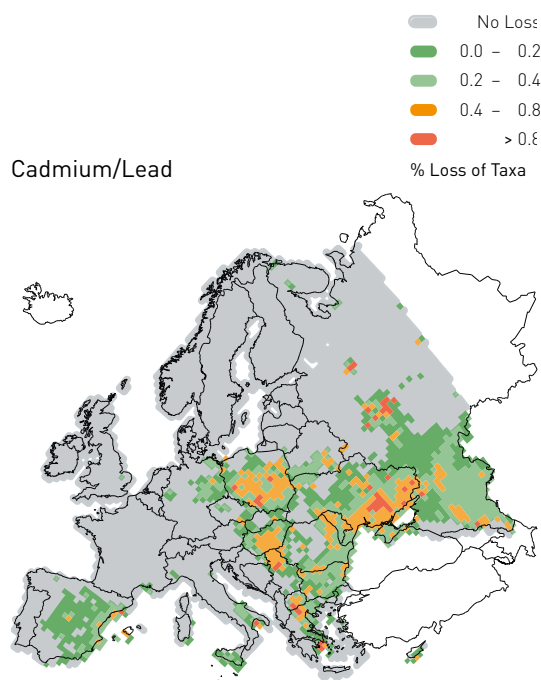 No Loss
0.0 – 0.2
0.2 – 0.4
0.4 – 0.8
> 0.8
Cadmium/Lead
% Loss of Taxa